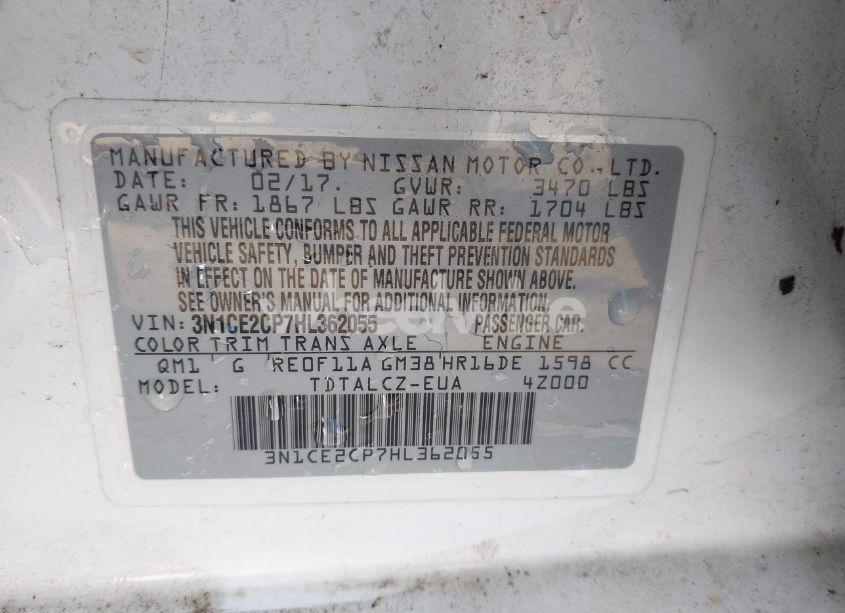 MANUFACTURED BY NISSAN MOTOR CO.,LTD.
DATE: 02/17. GVWR: 3470 LBS
GAWR FR: 1867 LBS GAWR RR: 1704 LBS
THIS VEHICLE CONFORMS TO ALL APPLICABLE FEDERAL MOTOR
VEHICLE SAFETY, BUMPER AND THEFT PREVENTION STANDARDS
IN EFFECT ON THE DATE OF MANUFACTURE SHOWN ABOVE.
SEE OWNER'S MANUAL FOR ADDITIONAL INFORMATION.
VIN: 3N1CE2CP7HL362055 PASSENGER CAR
COLOR TRIM TRANS AXLE ENGINE
QM1 G RE0F11A GM38 HR16DE 1598 CC
MODEL: TDTALCZ-EUA 4Z000
3N1CE2CP7HL362055